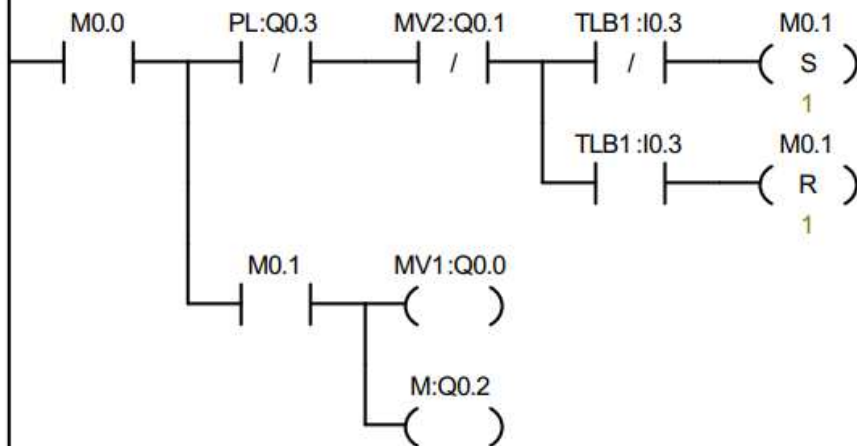 M0.0 PL:Q0.3 MV2:Q0.1 TLB1:I0.3 M0.1
/ / / S
1
TLB1:I0.3 M0.1
R
1
M0.1 MV1:Q0.0
M:Q0.2